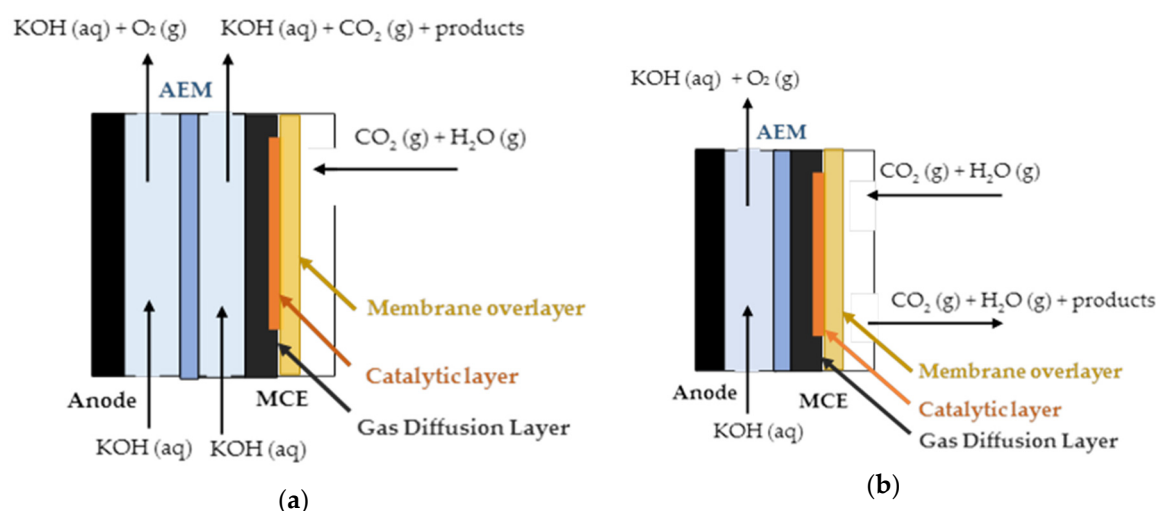 KOH (aq) + O₂ (g)
KOH (aq) + CO₂ (g) + products
AEM
CO₂ (g) + H₂O (g)
Membrane overlayer
Catalytic layer
Anode
MCE
Gas Diffusion Layer
KOH (aq)
KOH (aq)
(a)
KOH (aq) + O₂ (g)
AEM
CO₂ (g) + H₂O (g)
CO₂ (g) + H₂O (g) + products
Membrane overlayer
Anode
MCE
Catalytic layer
KOH (aq)
Gas Diffusion Layer
(b)